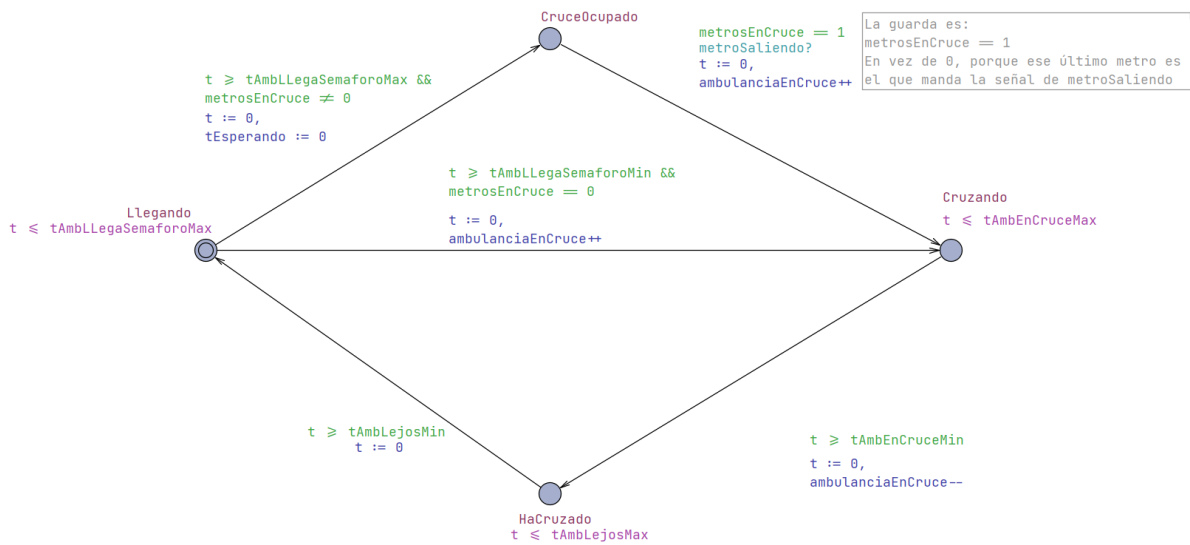 CruceOcupado
metrosEnCruce == 1
metroSaliendo?
t := 0,
ambulanciaEnCruce++
La guarda es:
metrosEnCruce == 1
En vez de 0, porque ese último metro es
el que manda la señal de metroSaliendo
t ≥ tAmbLLegaSemaforoMax &&
metrosEnCruce ≠ 0
t := 0,
tEsperando := 0
t ≥ tAmbLLegaSemaforoMin &&
metrosEnCruce == 0
t := 0,
ambulanciaEnCruce++
Cruzando
t ≤ tAmbEnCruceMax
Llegando
t ≤ tAmbLLegaSemaforoMax
t ≥ tAmbLejosMin
t := 0
t ≥ tAmbEnCruceMin
t := 0,
ambulanciaEnCruce--
HaCruzado
t ≤ tAmbLejosMax